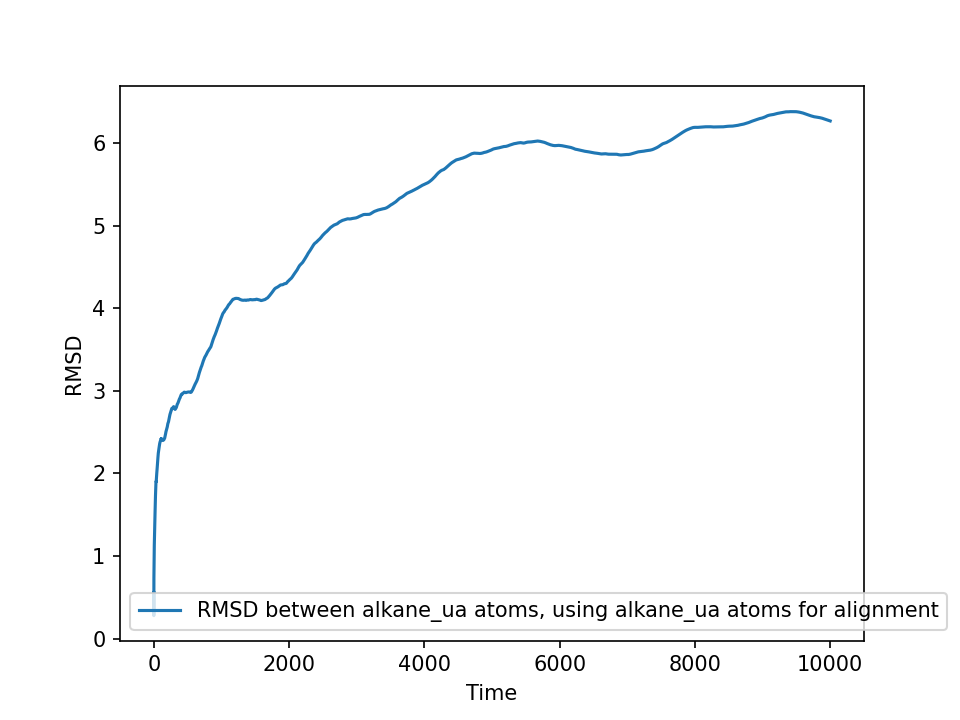 6
5
4
3
2
1
0
RMSD
RMSD between alkane_ua atoms, using alkane_ua atoms for alignment
0 2000 4000 6000 8000 10000
Time